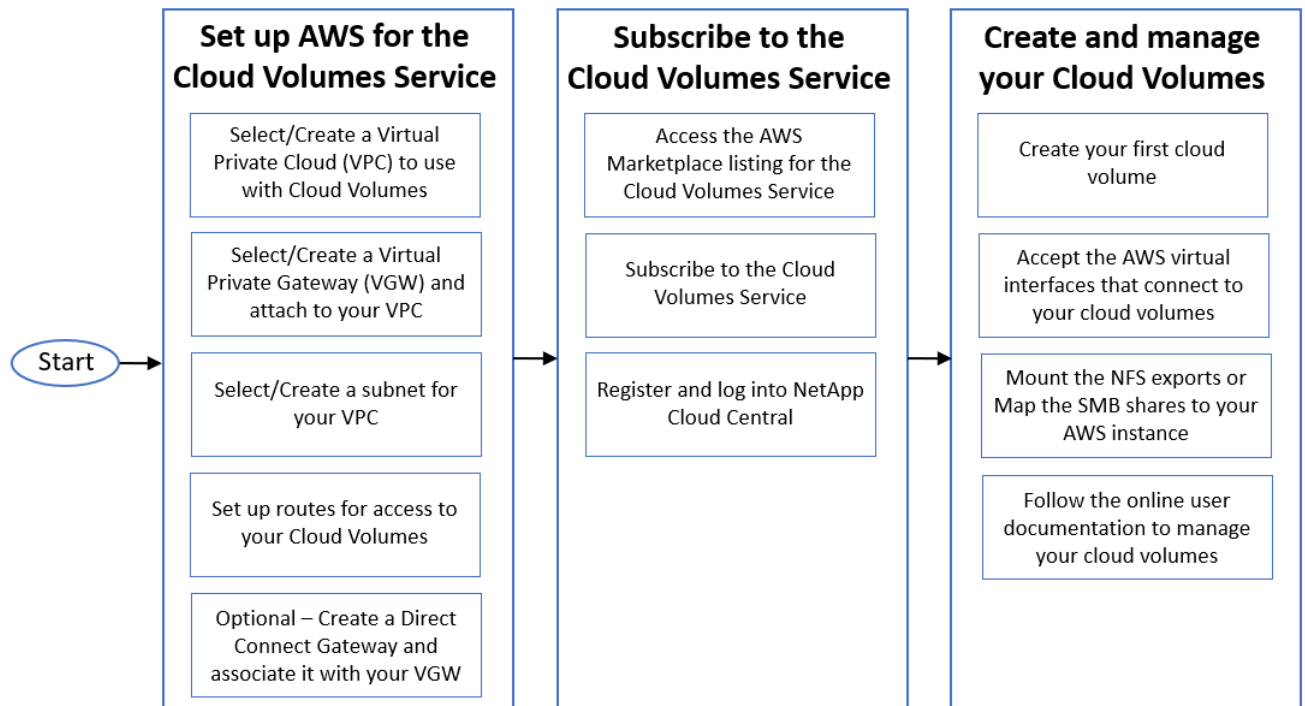 Start
Set up AWS for the
Cloud Volumes Service
Select/Create a Virtual
Private Cloud (VPC) to use
with Cloud Volumes
Select/Create a Virtual
Private Gateway (VGW) and
attach to your VPC
Select/Create a subnet for
your VPC
Set up routes for access to
your Cloud Volumes
Optional – Create a Direct
Connect Gateway and
associate it with your VGW
Subscribe to the
Cloud Volumes Service
Access the AWS
Marketplace listing for the
Cloud Volumes Service
Subscribe to the Cloud
Volumes Service
Register and log into NetApp
Cloud Central
Create and manage
your Cloud Volumes
Create your first cloud
volume
Accept the AWS virtual
interfaces that connect to
your cloud volumes
Mount the NFS exports or
Map the SMB shares to your
AWS instance
Follow the online user
documentation to manage
your cloud volumes